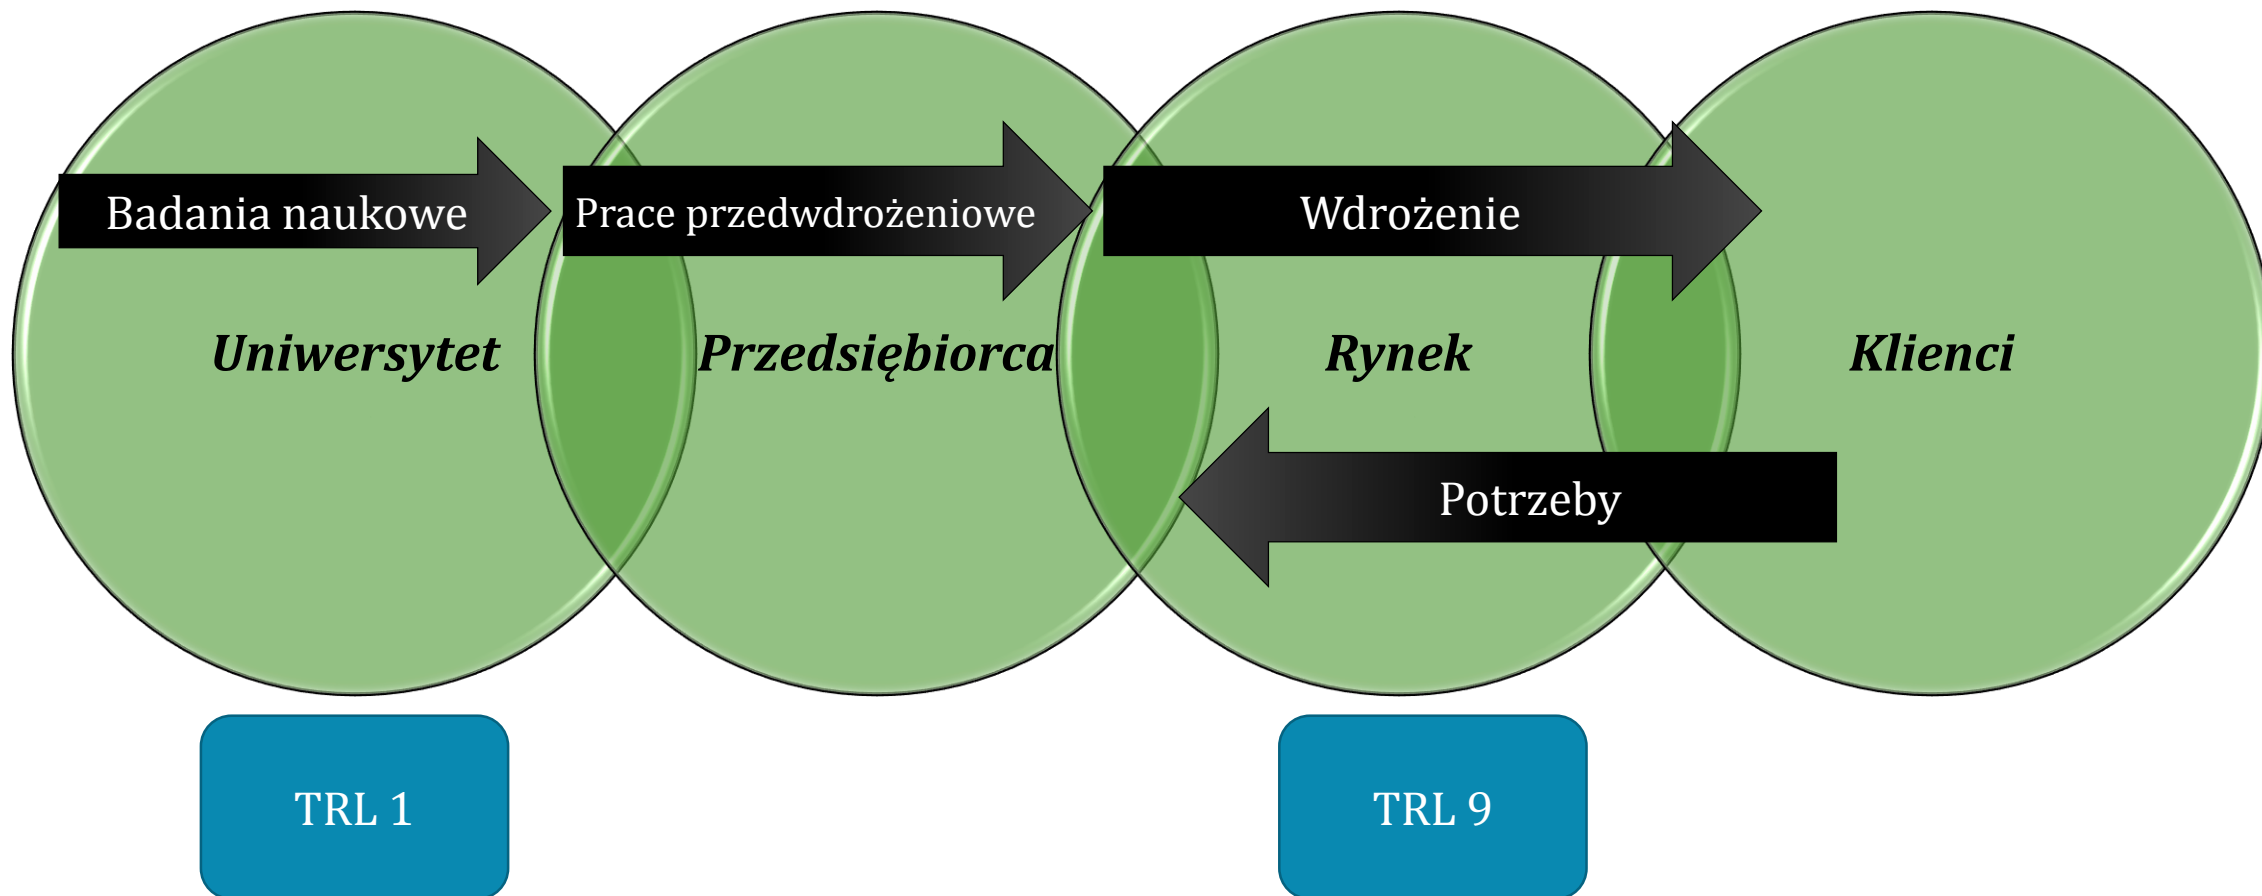 Badania naukowe
Prace przedwdrożeniowe
Wdrożenie
Uniwersytet
Przedsiębiorca
Rynek
Klienci
Potrzeby
TRL 1
TRL 9